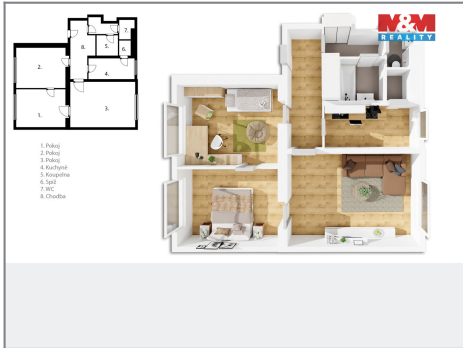 M&M
REALITY
8.
7.
5.
6.
2.
4.
1.
3.
1. Pokoj
2. Pokoj
3. Pokoj
4. Kuchyně
5. Koupelna
6. Spíž
7. WC
8. Chodba